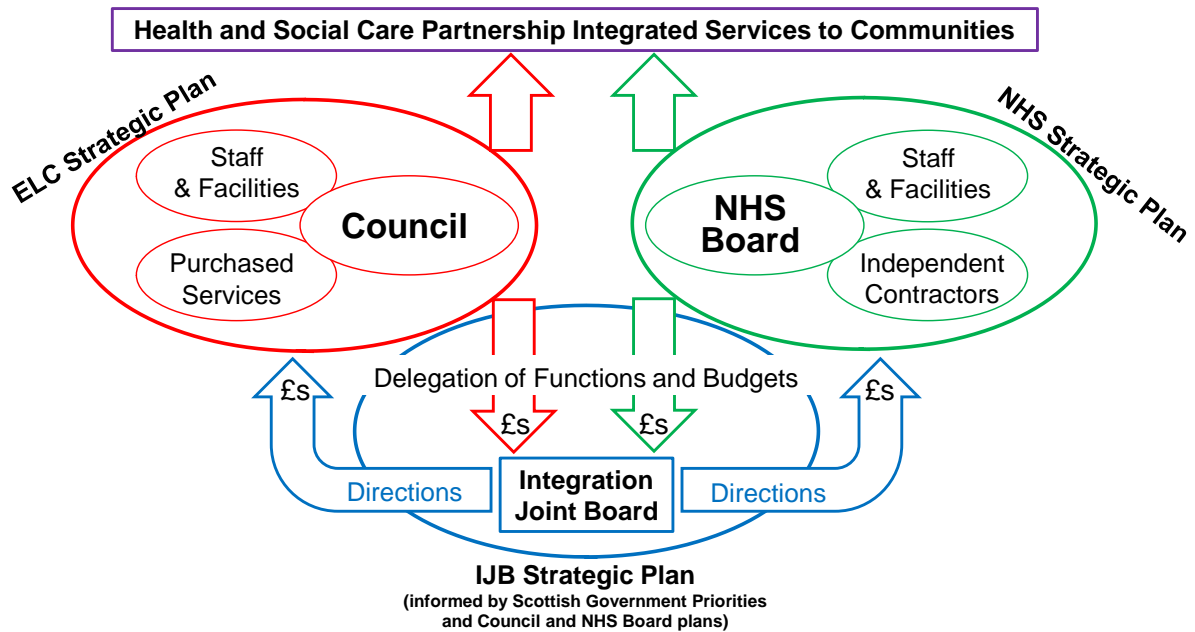 Health and Social Care Partnership Integrated Services to Communities
ELC Strategic Plan
Staff
& Facilities
Council
Purchased
Services
NHS Strategic Plan
NHS
Board
Staff
& Facilities
Independent
Contractors
Delegation of Functions and Budgets
£s
£s
£s
£s
Directions
Integration
Joint Board
Directions
IJB Strategic Plan
(informed by Scottish Government Priorities
and Council and NHS Board plans)